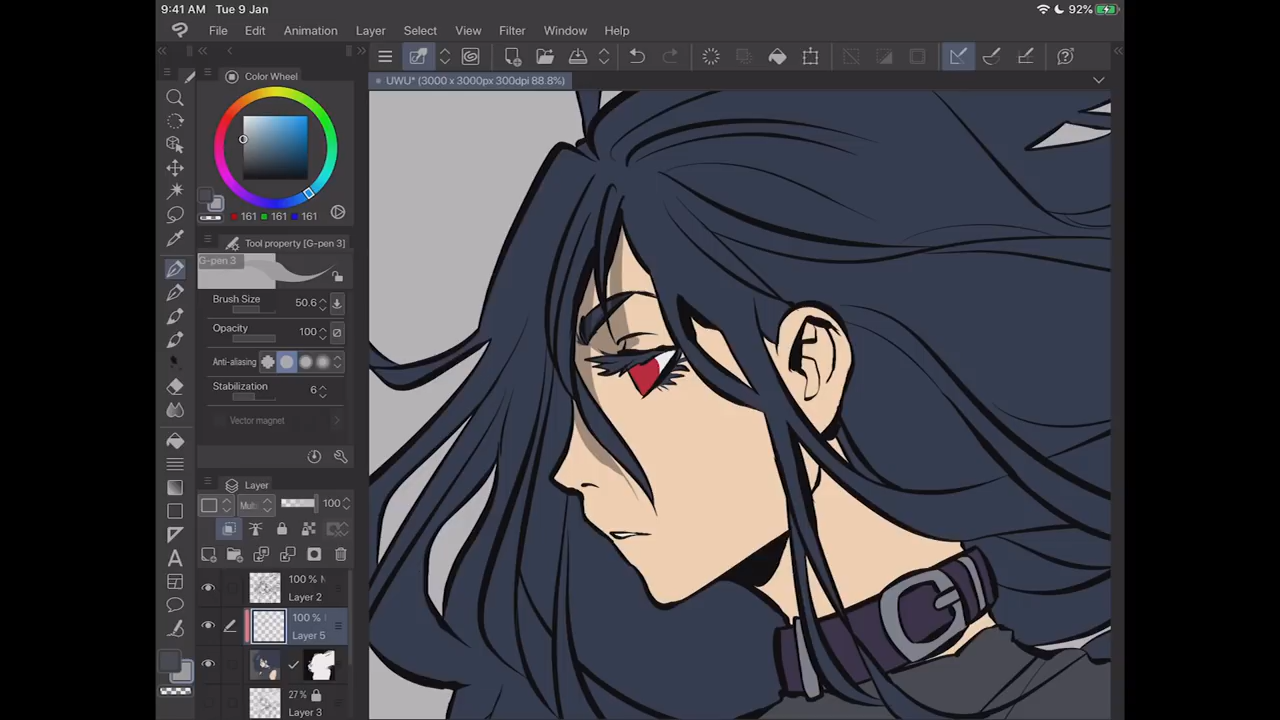 9:41 AM Tue 9 Jan
92%
File Edit Animation Layer Select View Filter Window Help
Color Wheel
UWU* (3000 x 3000px 300dpi 88.8%)
161 161 161
Tool property [G-pen 3]
G-pen 3
Brush Size 50.6
Opacity 100
Anti-aliasing
Stabilization 6
Vector magnet
Layer
Mult 100
100 %
Layer 2
100 %
Layer 5
27 %
Layer 3